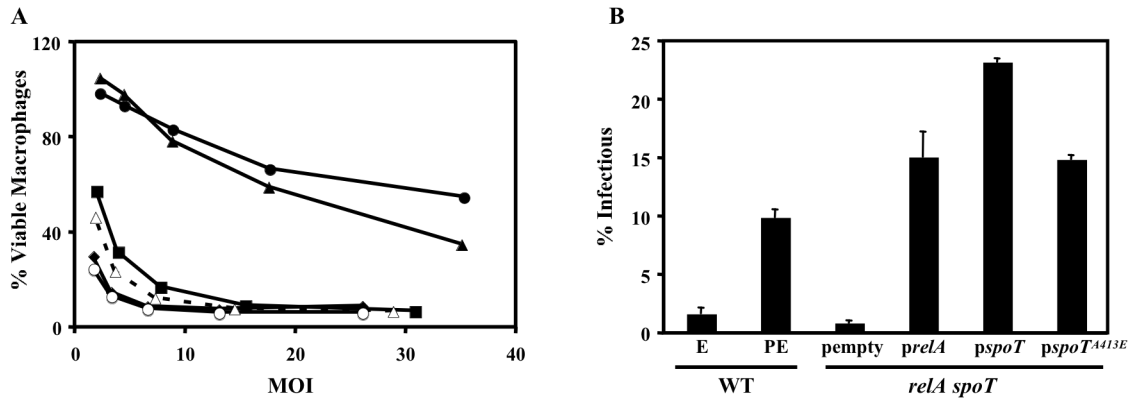 A
120
80
40
0
% Viable Macrophages
0 10 20 30 40
MOI
B
25
20
15
10
5
0
% Infectious
E PE pempty prelA pspoT pspoTA413E
WT relA spoT